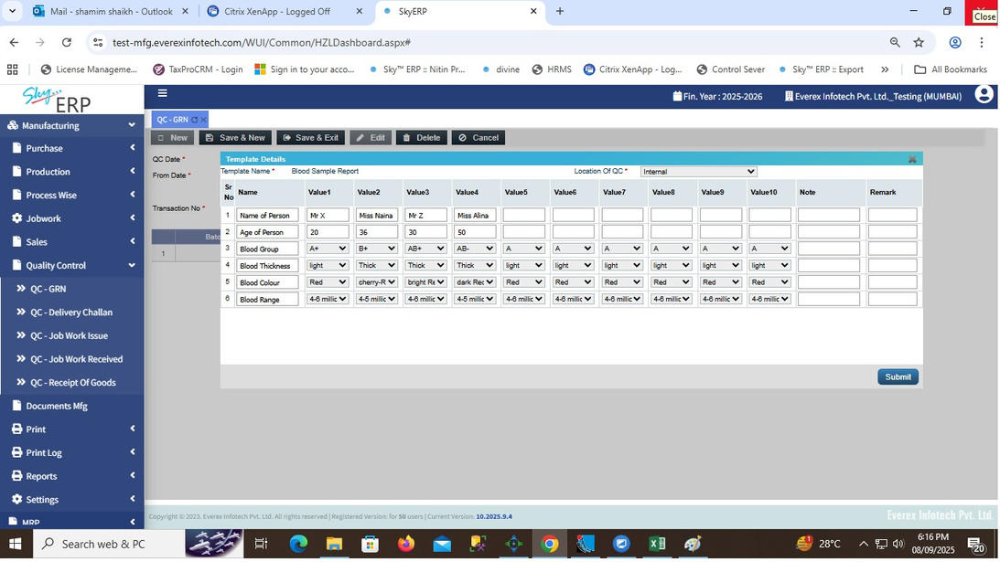 Mail - shamim shaikh - Outlook
Citrix XenApp - Logged Off
SkyERP
Close
test-mfg.everexinfotech.com/WUI/Common/HZLDashboard.aspx#
License Manageme...
TaxProCRM - Login
Sign in to your acco...
Sky™ ERP :: Nitin Pr...
divine
HRMS
Citrix XenApp - Log...
Control Sever
Sky™ ERP :: Export
All Bookmarks
Sky... ERP
Fin. Year : 2025-2026
Everex Infotech Pvt. Ltd._Testing (MUMBAI)
Manufacturing
Purchase
Production
Process Wise
Jobwork
Sales
Quality Control
QC - GRN
QC - Delivery Challan
QC - Job Work Issue
QC - Job Work Received
QC - Receipt Of Goods
Documents Mfg
Print
Print Log
Reports
Settings
MRP
QC - GRN
New Save & New Save & Exit Edit Delete Cancel
QC Date *
From Date *
Transaction No *
Batc
1
Template Details
Template Name * Blood Sample Report Location Of QC * Internal
Sr No Name Value1 Value2 Value3 Value4 Value5 Value6 Value7 Value8 Value9 Value10 Note Remark
1 Name of Person Mr X Miss Naina Mr Z Miss Alina
2 Age of Person 20 36 30 50
3 Blood Group A+ B+ AB+ AB- A A A A A A
4 Blood Thickness light Thick Thick Thick light light light light light light
5 Blood Colour Red cherry-R bright Re dark Rec Red Red Red Red Red Red
6 Blood Range 4-6 millic 4-5 millic 4-6 millic 4-5 millic 4-6 millic 4-6 millic 4-6 millic 4-6 millic 4-6 millic 4-6 millic
Submit
Copyright © 2023. Everex Infotech Pvt. Ltd. All rights reserved | Registered Version: for 50 users | Current Version: 10.2025.9.4
Everex Infotech Pvt. Ltd.
Search web & PC
28°C
6:16 PM
08/09/2025
20